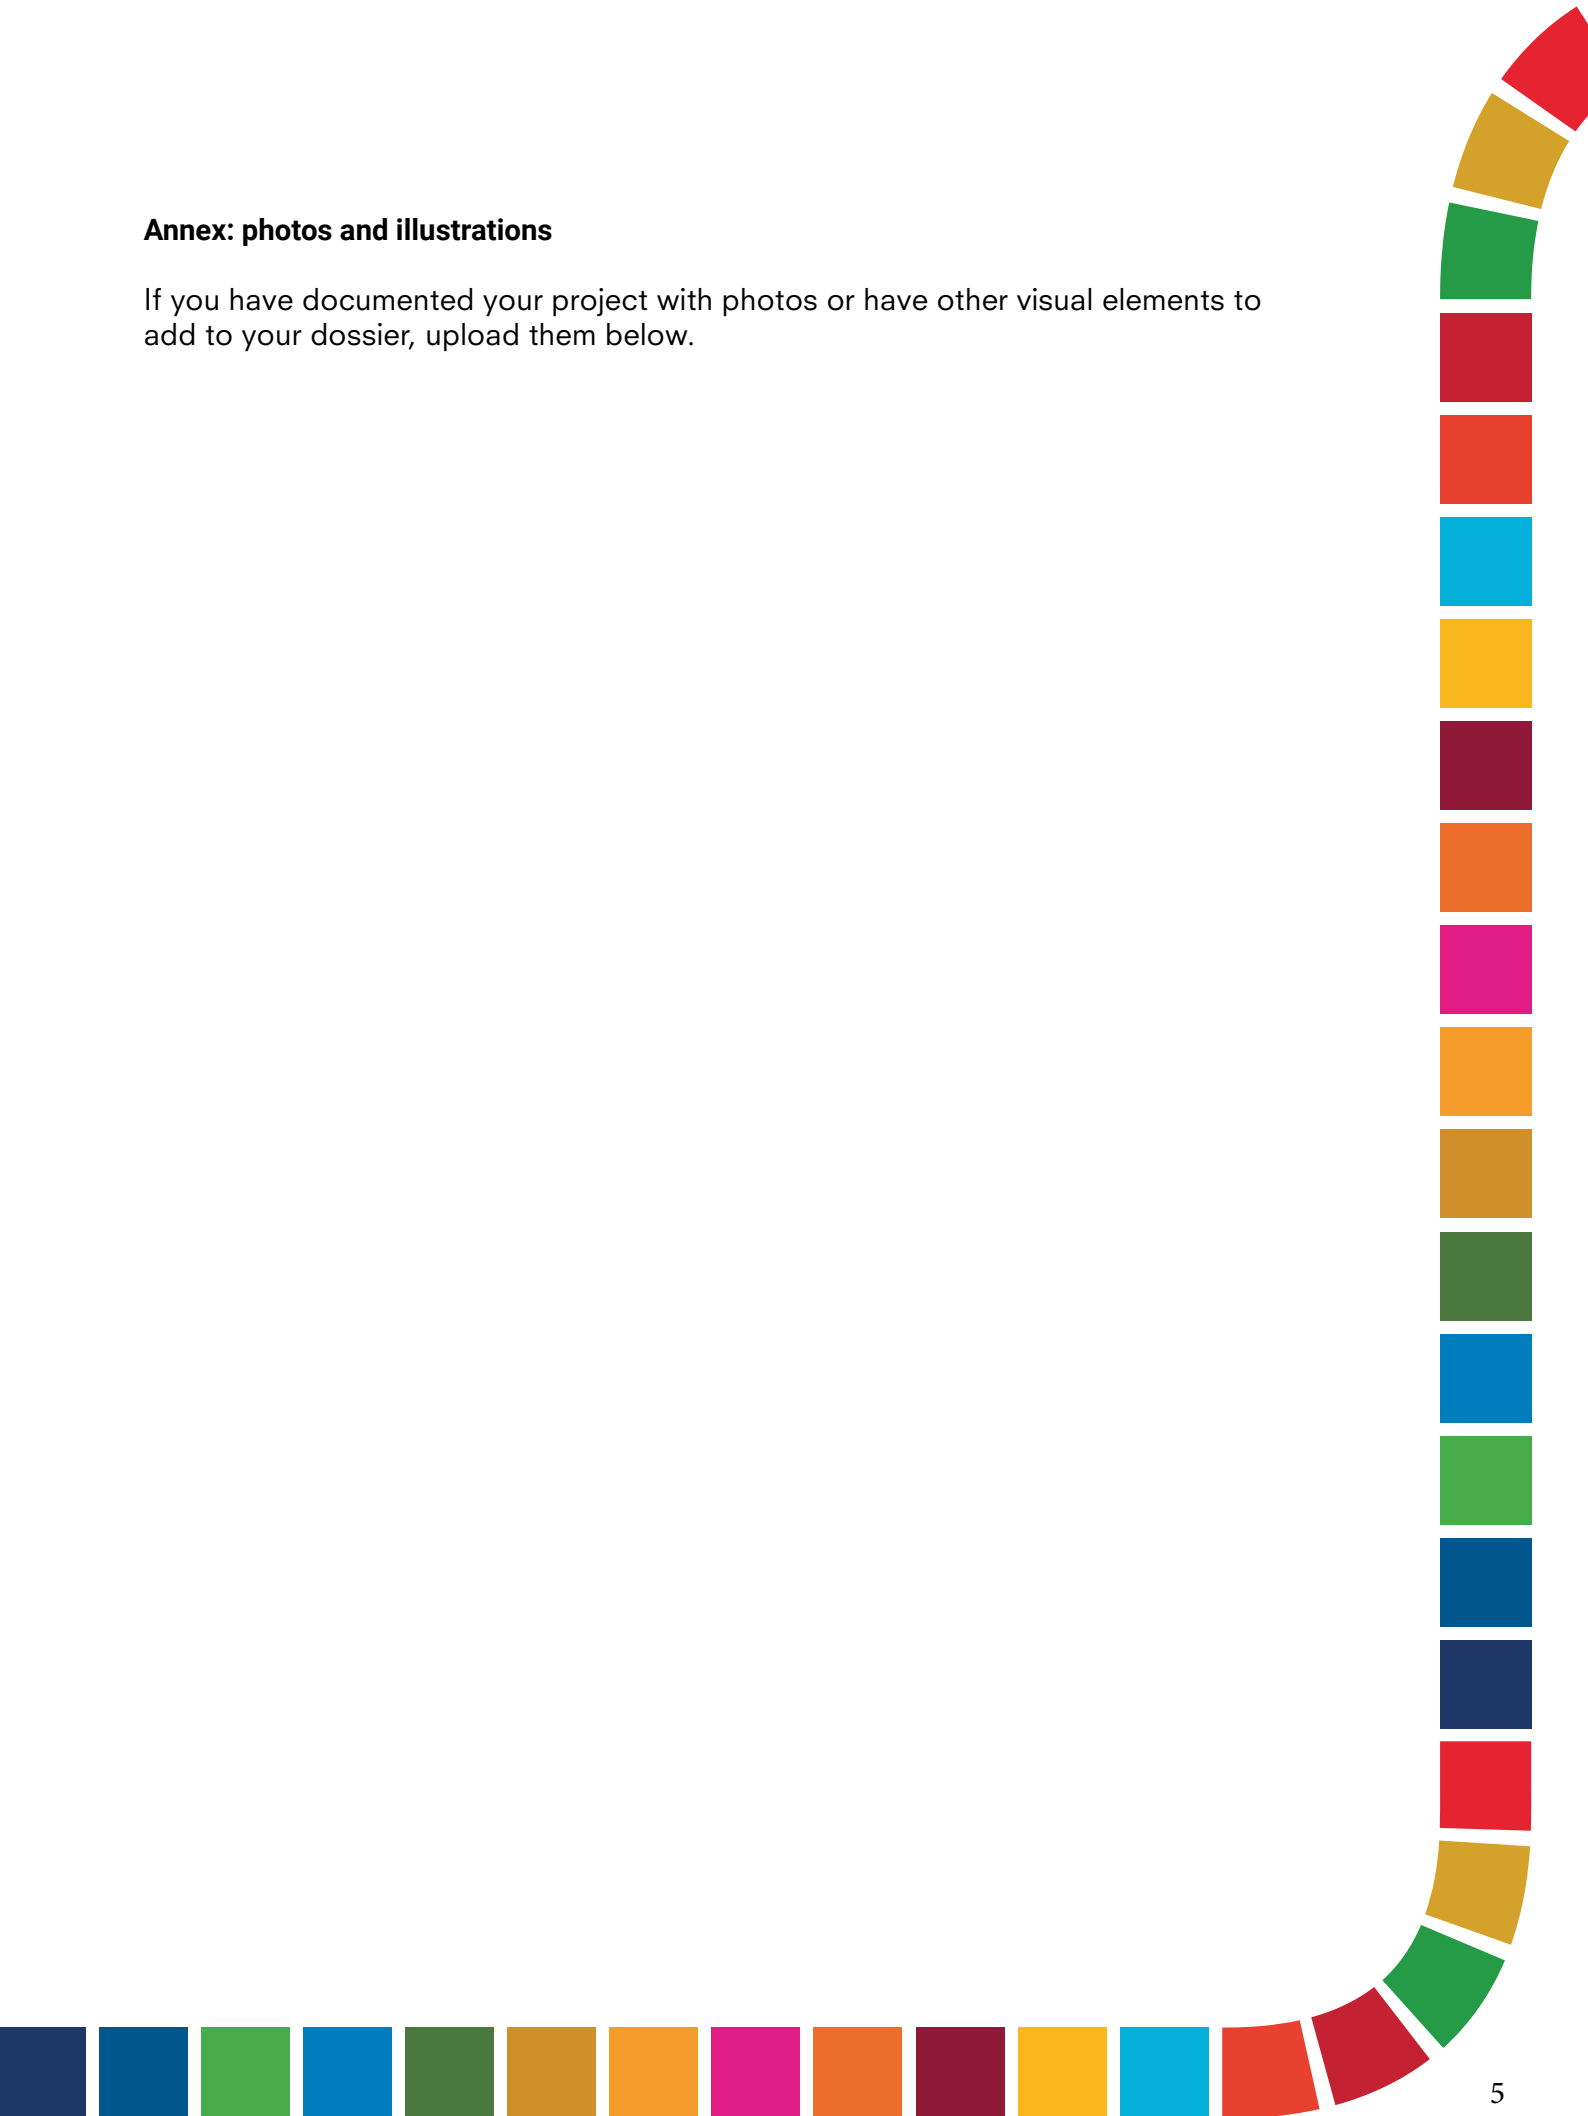 Annex: photos and illustrations
If you have documented your project with photos or have other visual elements to
add to your dossier, upload them below.
5